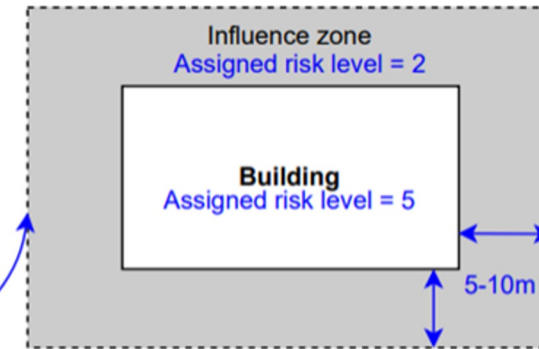 Influence zone
Assigned risk level = 2
Building
Assigned risk level = 5
5-10m